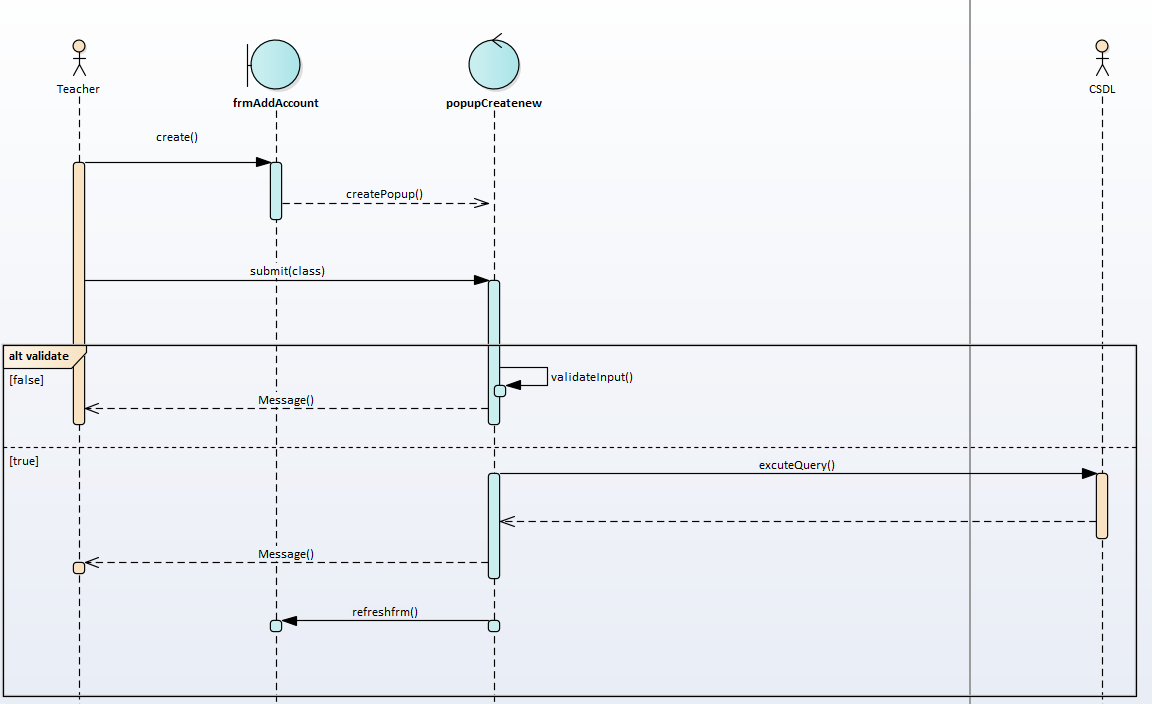 Teacher
frmAddAccount
popupCreatenew
CSDL
create()
createPopup()
submit(class)
alt validate
[false]
validateInput()
Message()
[true]
excuteQuery()
Message()
refreshfrm()